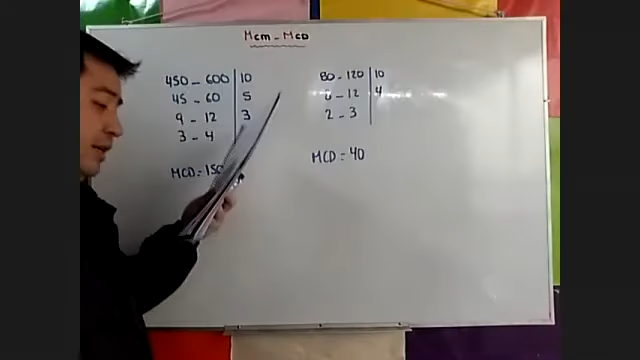 Mcm - McD
450 - 600 | 10
45 - 60 | 5
9 - 12 | 3
3 - 4
MCD = 150
80 - 120 | 10
8 - 12 | 4
2 - 3
MCD = 40